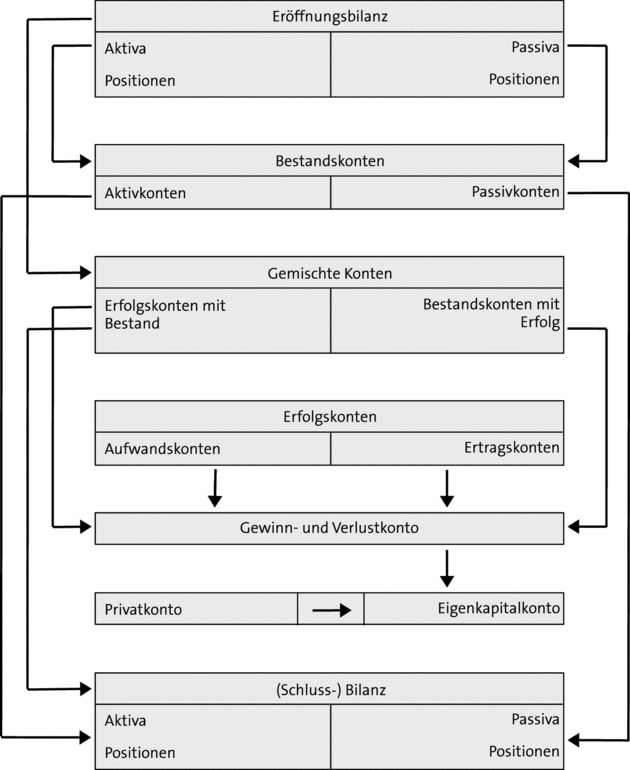 Eröffnungsbilanz
Aktiva
Passiva
Positionen
Positionen
Bestandskonten
Aktivkonten
Passivkonten
Gemischte Konten
Erfolgskonten mit
Bestand
Bestandskonten mit
Erfolg
Erfolgskonten
Aufwandskonten
Ertragskonten
Gewinn- und Verlustkonto
Privatkonto
Eigenkapitalkonto
(Schluss-) Bilanz
Aktiva
Passiva
Positionen
Positionen